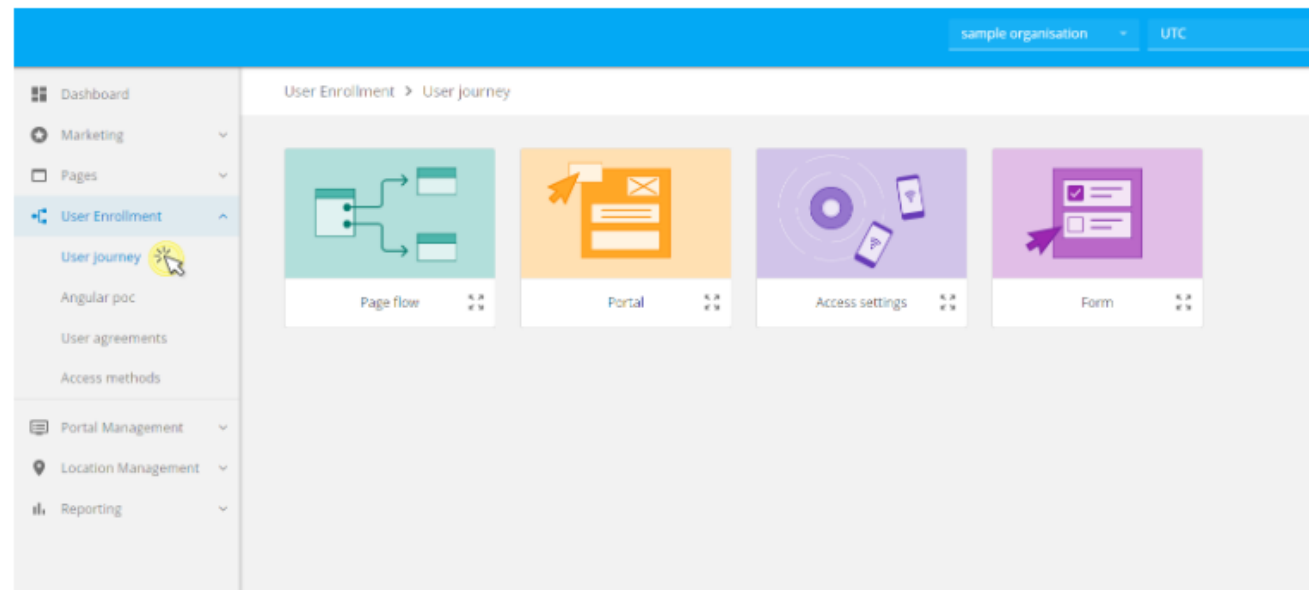 sample organisation
UTC
Dashboard
User Enrollment > User journey
Marketing
Pages
User Enrollment
User journey
Angular poc
User agreements
Access methods
Portal Management
Location Management
Reporting
Page flow
Portal
Access settings
Form